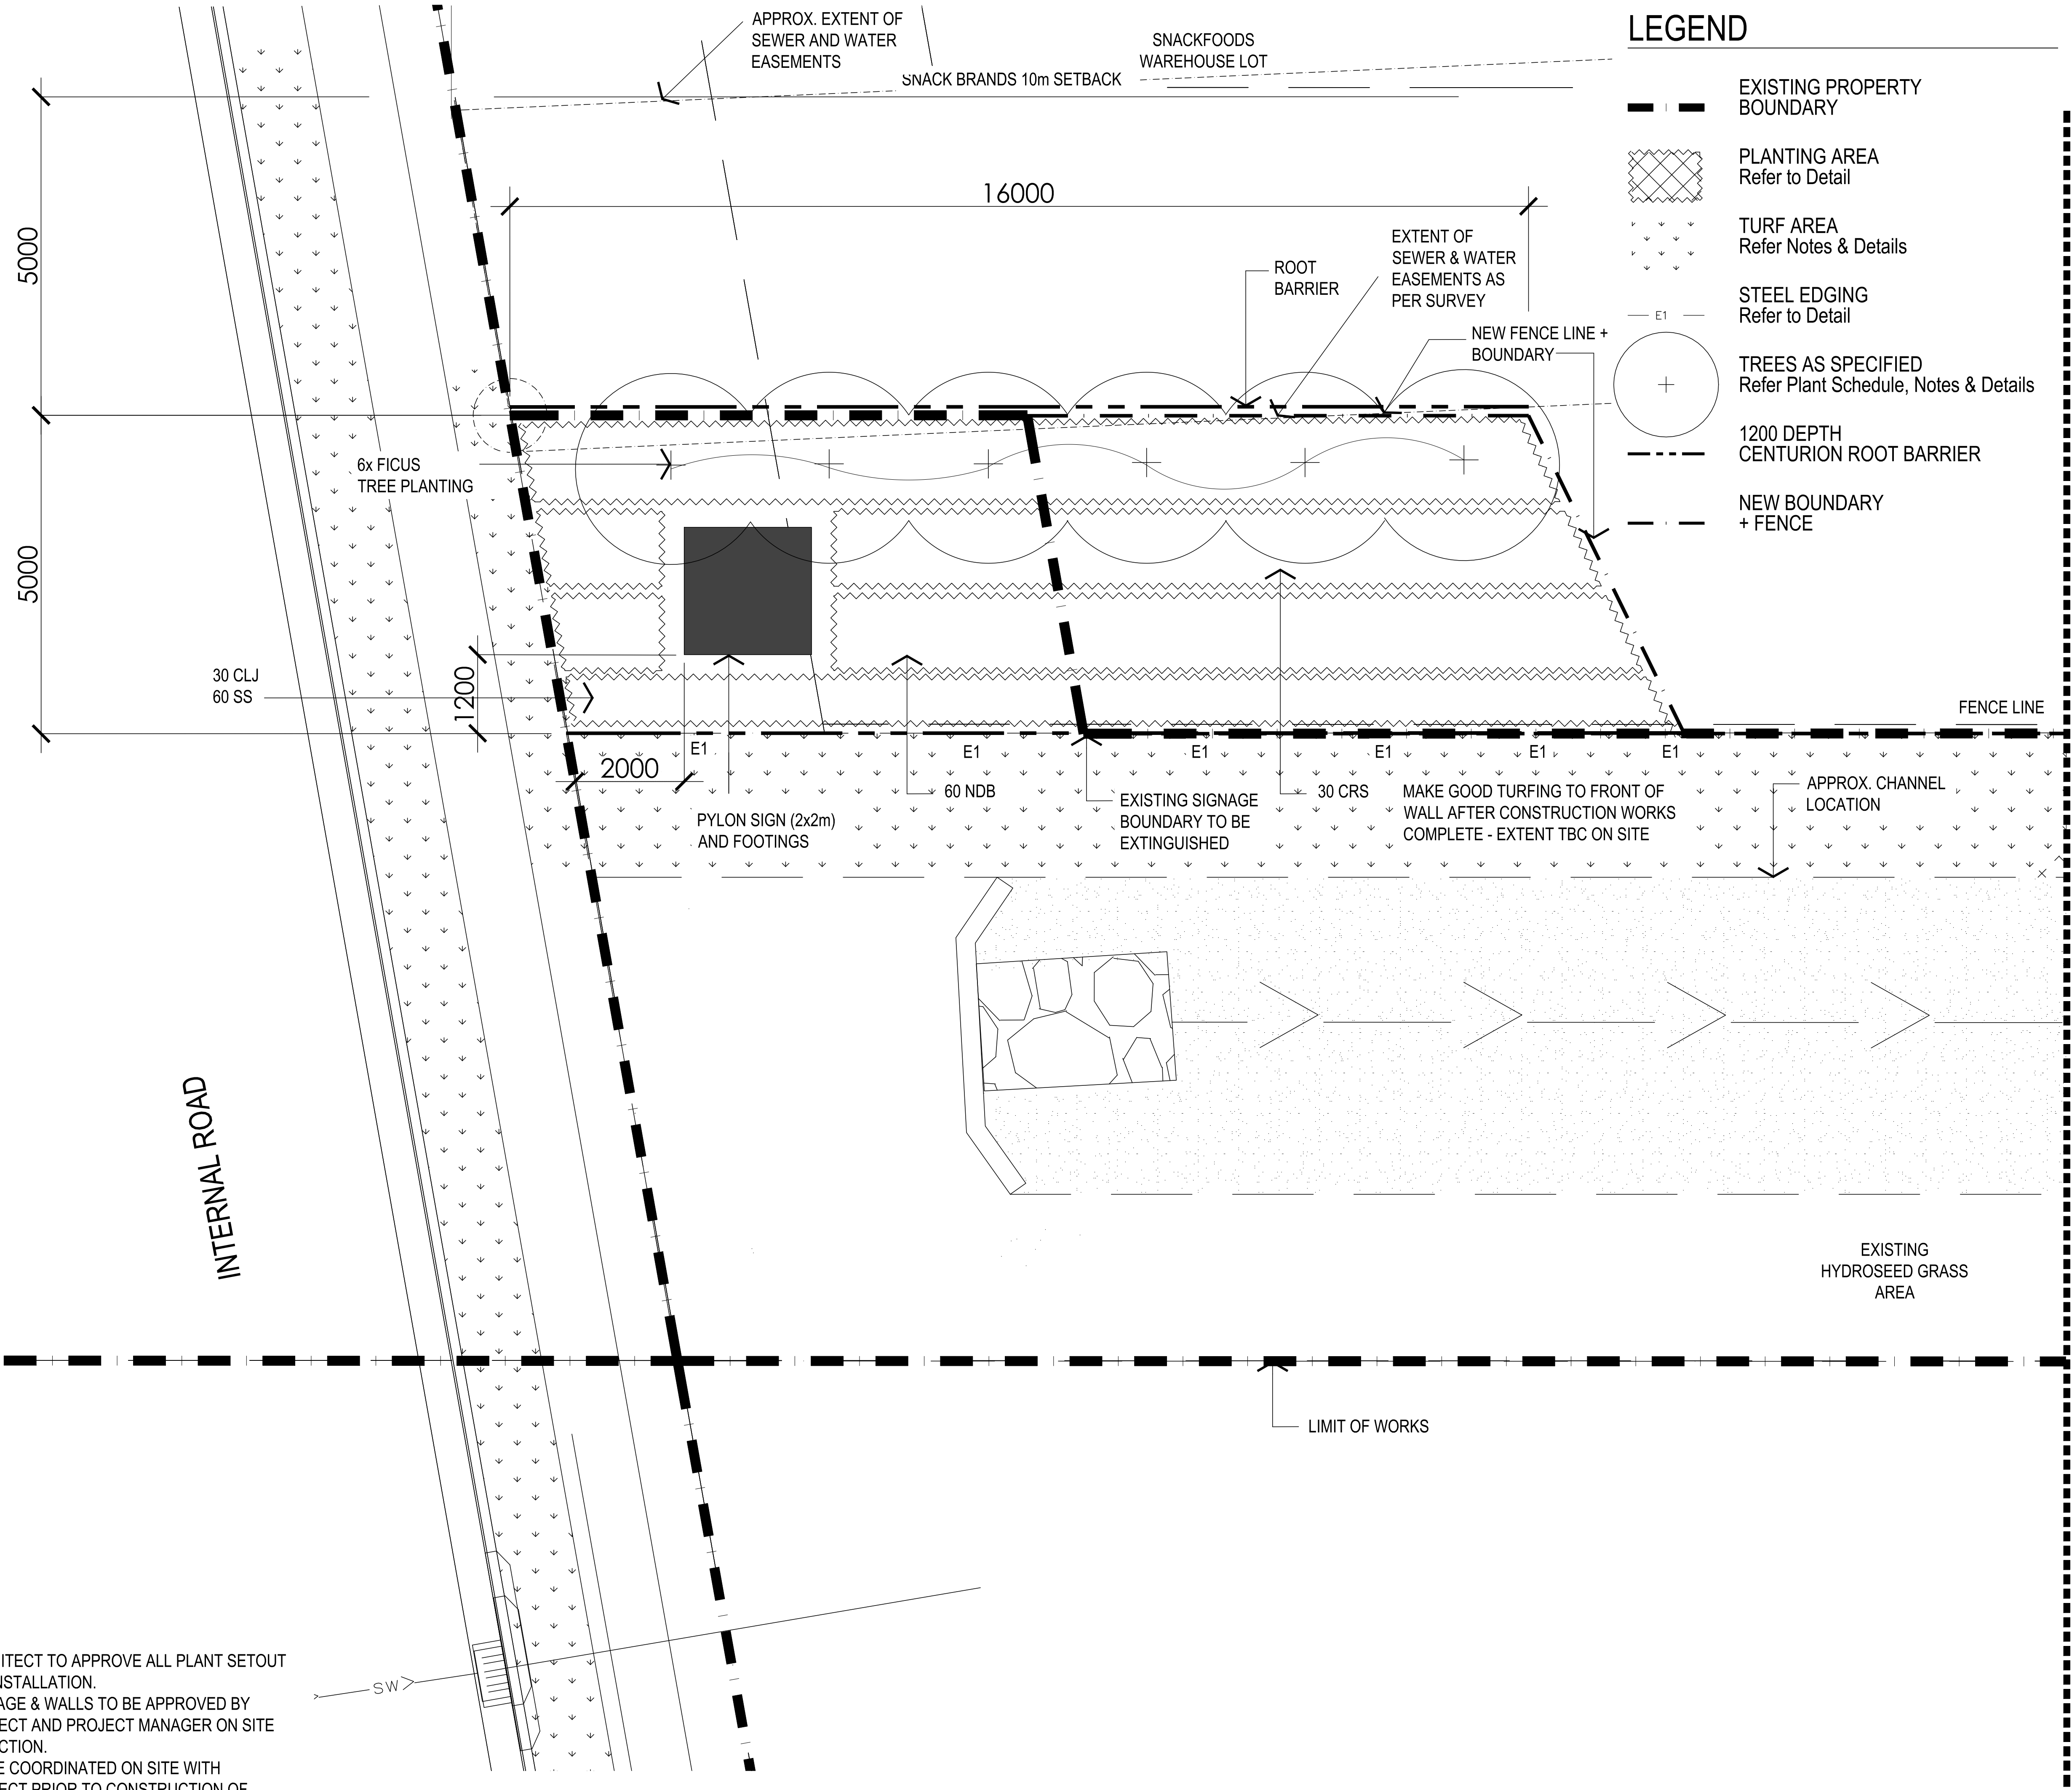 APPROX. EXTENT OF
SEWER AND WATER
EASEMENTS
SNACKFOODS
WAREHOUSE LOT
SNACK BRANDS 10m SETBACK
LEGEND
EXISTING PROPERTY
BOUNDARY
PLANTING AREA
Refer to Detail
TURF AREA
Refer Notes & Details
E1
STEEL EDGING
Refer to Detail
TREES AS SPECIFIED
Refer Plant Schedule, Notes & Details
1200 DEPTH
CENTURION ROOT BARRIER
NEW BOUNDARY
+ FENCE
5000
5000
16000
ROOT
BARRIER
EXTENT OF
SEWER & WATER
EASEMENTS AS
PER SURVEY
NEW FENCE LINE +
BOUNDARY
6x FICUS
TREE PLANTING
30 CLJ
60 SS
1200
2000
E1
E1
E1
E1
E1
E1
FENCE LINE
PYLON SIGN (2x2m)
AND FOOTINGS
60 NDB
EXISTING SIGNAGE
BOUNDARY TO BE
EXTINGUISHED
30 CRS
MAKE GOOD TURFING TO FRONT OF
WALL AFTER CONSTRUCTION WORKS
COMPLETE - EXTENT TBC ON SITE
APPROX. CHANNEL
LOCATION
INTERNAL ROAD
EXISTING
HYDROSEED GRASS
AREA
LIMIT OF WORKS
SW
ITECT TO APPROVE ALL PLANT SETOUT
NSTALLATION.
AGE & WALLS TO BE APPROVED BY
ECT AND PROJECT MANAGER ON SITE
CTION.
E COORDINATED ON SITE WITH
ECT PRIOR TO CONSTRUCTION OF